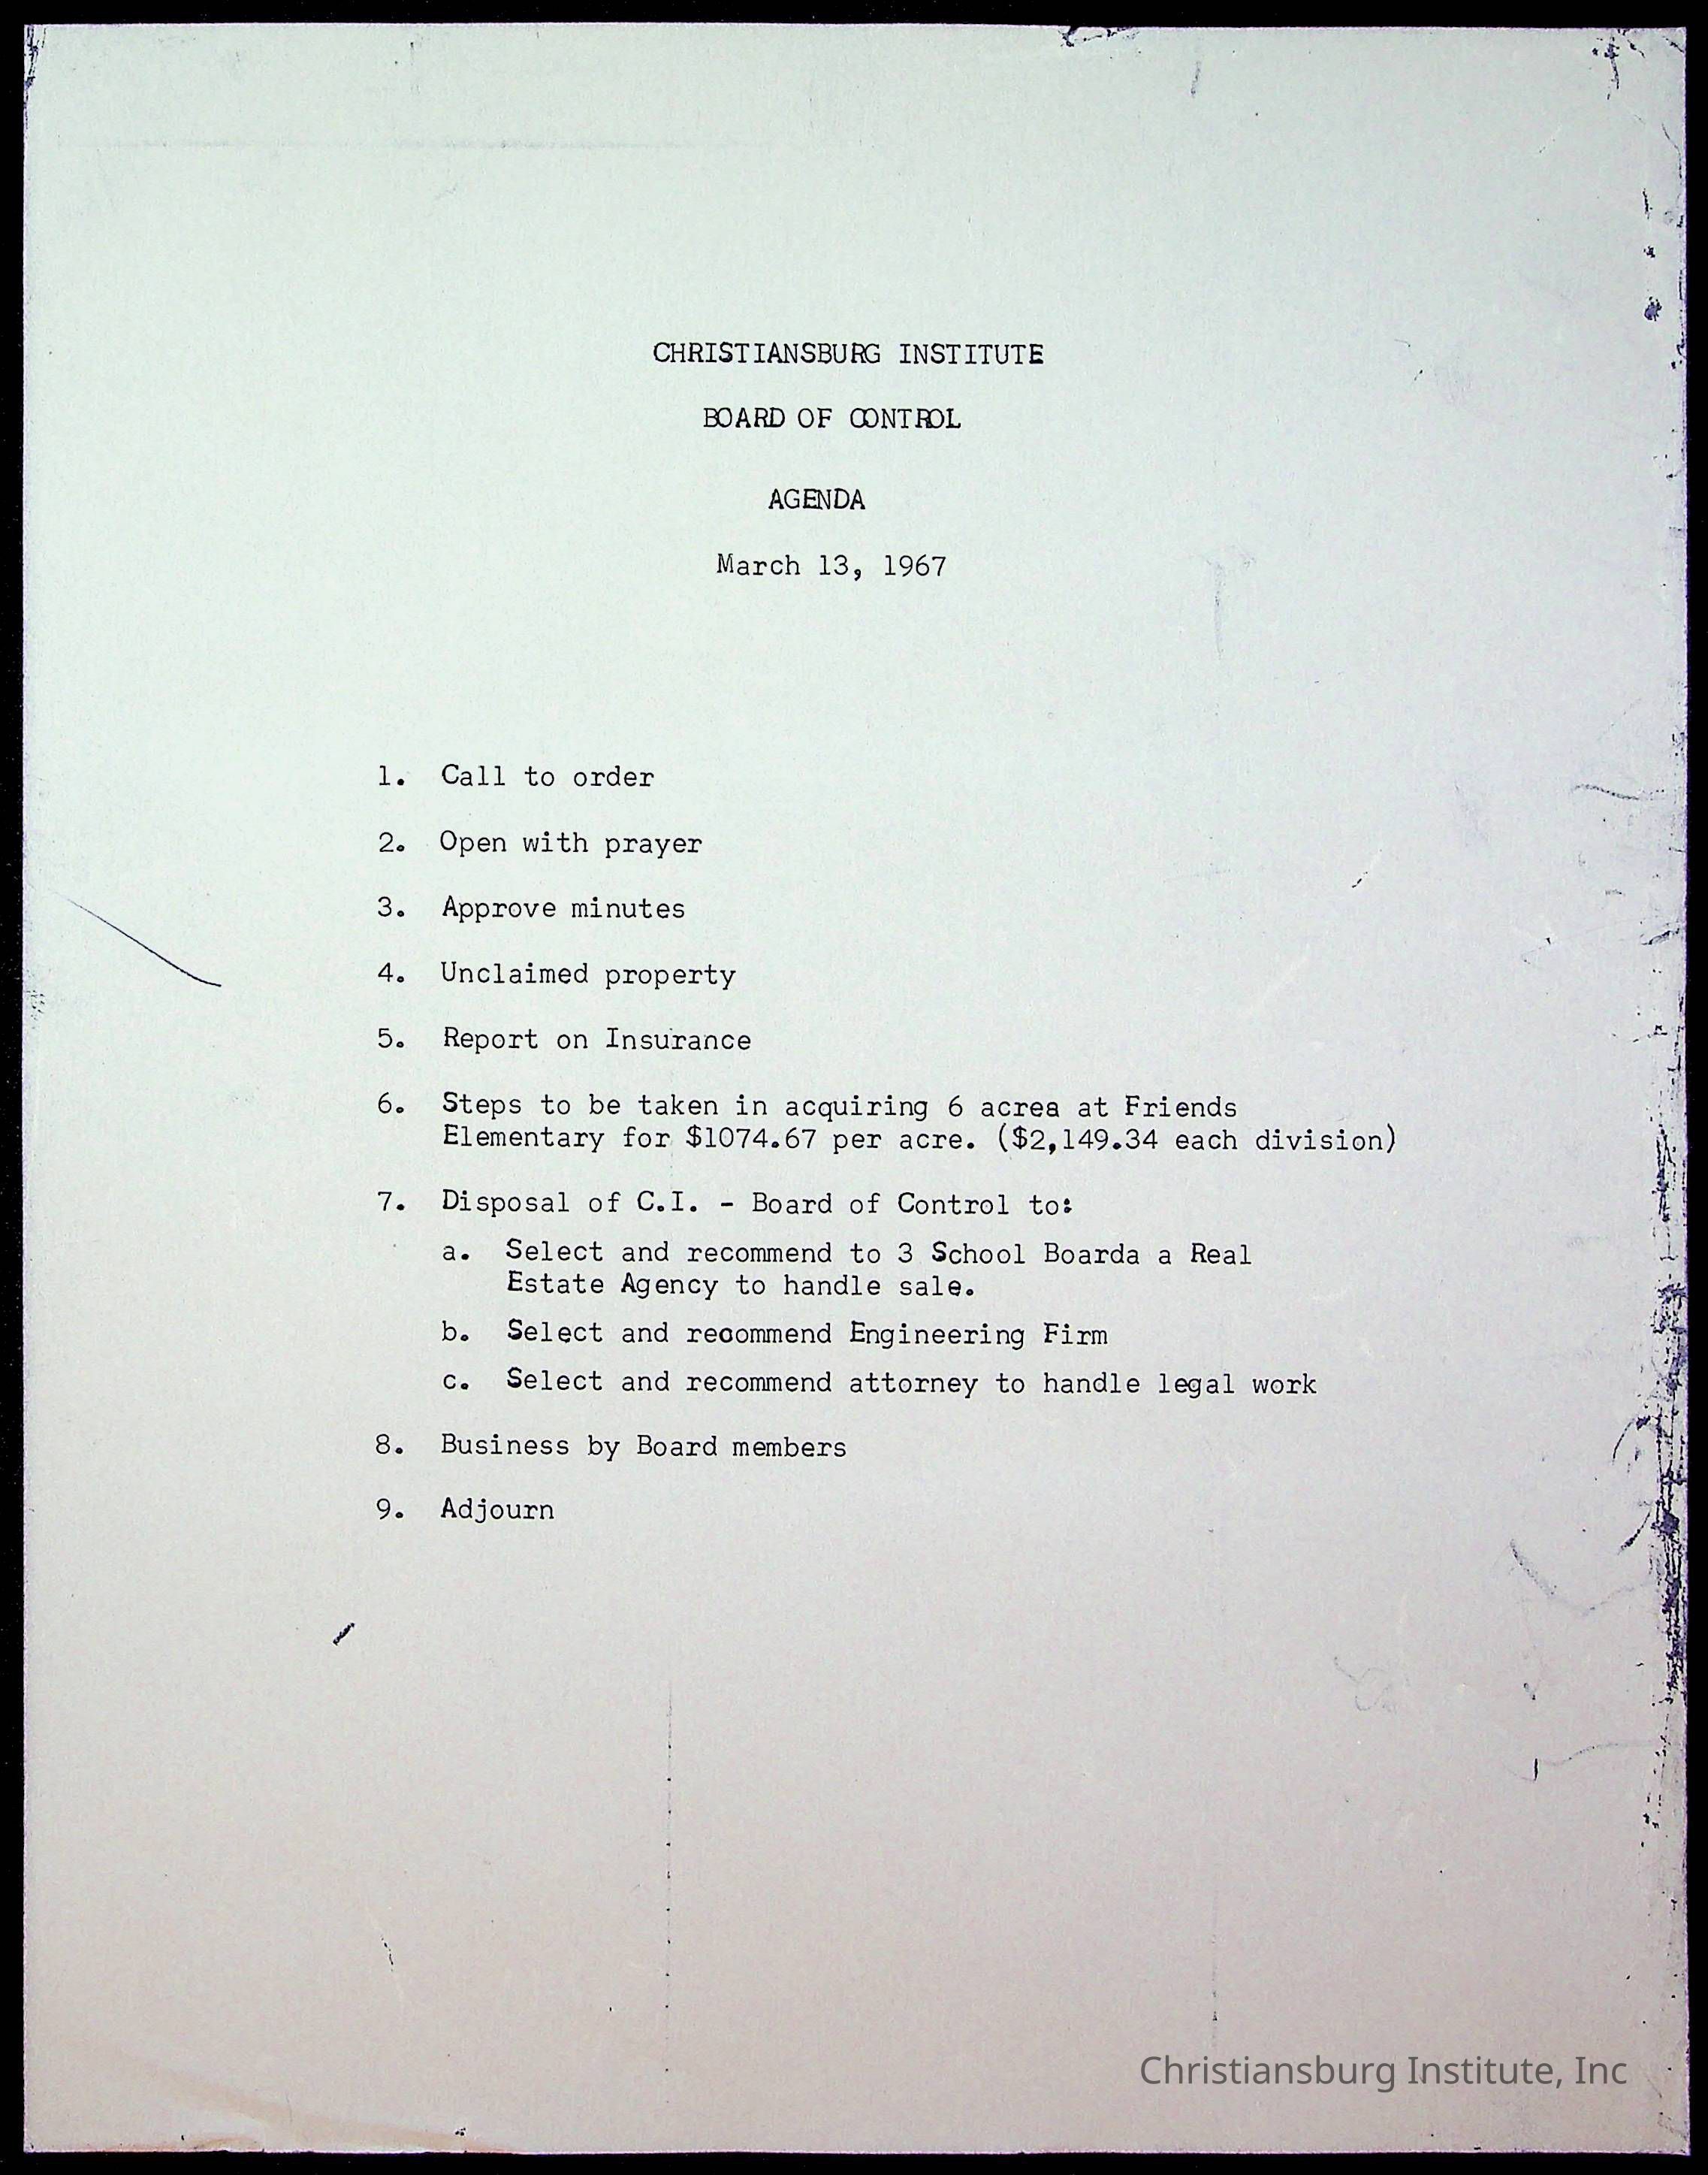 CHRISTIANSBURG INSTITUTE
BOARD OF CONTROL
AGENDA
March 13, 1967
1. Call to order
2. Open with prayer
3. Approve minutes
4. Unclaimed property
5. Report on Insurance
6. Steps to be taken in acquiring 6 acrea at Friends
Elementary for $1074.67 per acre. ($2,149.34 each division)
7. Disposal of C.I. - Board of Control to:
a. Select and recommend to 3 School Boarda a Real
Estate Agency to handle sale.
b. Select and recommend Engineering Firm
c. Select and recommend attorney to handle legal work
8. Business by Board members
9. Adjourn
Christiansburg Institute, Inc